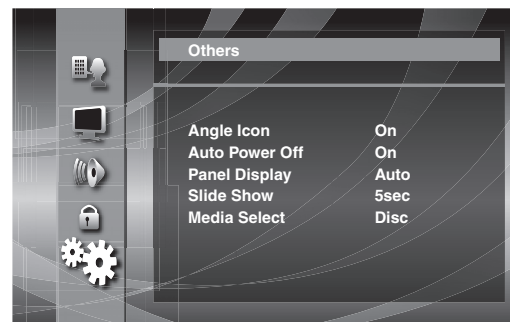 Others
Angle Icon On
Auto Power Off On
Panel Display Auto
Slide Show 5sec
Media Select Disc